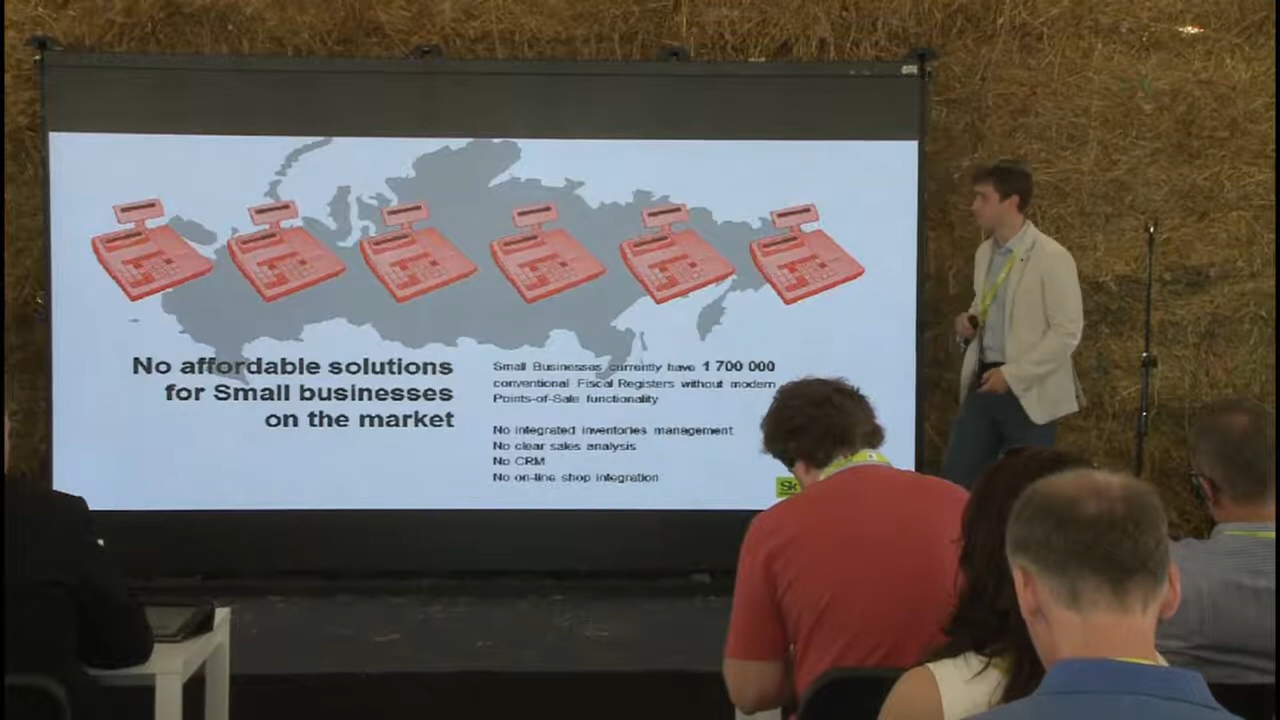 No affordable solutions
for Small businesses
on the market
Small Businesses currently have 1 700 000
conventional Fiscal Registers without modern
Points-of-Sale functionality
No integrated inventories management
No clear sales analysis
No CRM
No on-line shop integration
Sk